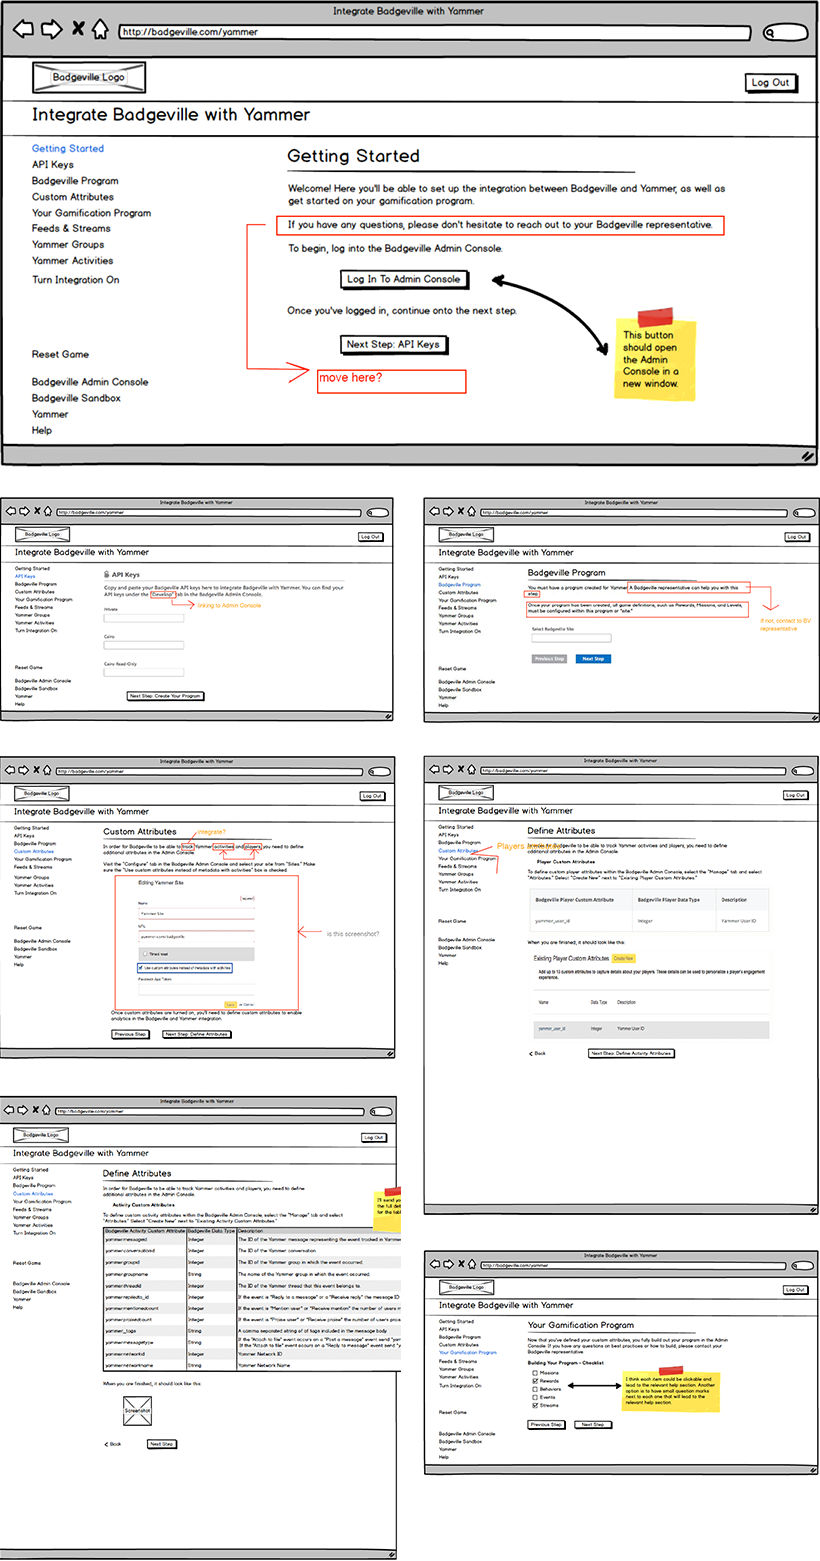 Integrate Badgeville with Yammer
http://badgeville.com/yammer
Badgeville Logo
Log Out
Integrate Badgeville with Yammer
Getting Started
API Keys
Badgeville Program
Custom Attributes
Your Gamification Program
Feeds & Streams
Yammer Groups
Yammer Activities
Turn Integration On
Reset Game
Badgeville Admin Console
Badgeville Sandbox
Yammer
Help
Getting Started
Welcome! Here you'll be able to set up the integration between Badgeville and Yammer, as well as
get started on your gamification program.
If you have any questions, please don't hesitate to reach out to your Badgeville representative.
To begin, log into the Badgeville Admin Console.
Log In To Admin Console
Once you've logged in, continue onto the next step.
Next Step: API Keys
move here?
This button
should open
the Admin
Console in a
new window.
Integrate Badgeville with Yammer
http://badgeville.com/yammer
Badgeville Logo
Log Out
Integrate Badgeville with Yammer
Getting Started
API Keys
Badgeville Program
Custom Attributes
Your Gamification Program
Feeds & Streams
Yammer Groups
Yammer Activities
Turn Integration On
Reset Game
Badgeville Admin Console
Badgeville Sandbox
Yammer
Help
API Keys
Copy and paste your Badgeville API keys here to integrate Badgeville with Yammer. You can find your
API keys under the "Develop" tab in the Badgeville Admin Console.
linking to Admin Console
Private
Cairo
Cairo Read-Only
Next Step: Create Your Program
Integrate Badgeville with Yammer
http://badgeville.com/yammer
Badgeville Logo
Log Out
Integrate Badgeville with Yammer
Getting Started
API Keys
Badgeville Program
Custom Attributes
Your Gamification Program
Feeds & Streams
Yammer Groups
Yammer Activities
Turn Integration On
Reset Game
Badgeville Admin Console
Badgeville Sandbox
Yammer
Help
Badgeville Program
You must have a program created for Yammer. A Badgeville representative can help you with this
step.
Once your program has been created, all game definitions, such as Rewards, Missions, and Levels,
must be configured within this program or "site."
If not, contact to BV
representative.
Select Badgeville Site
Previous Step
Next Step
Integrate Badgeville with Yammer
http://badgeville.com/yammer
Badgeville Logo
Log Out
Integrate Badgeville with Yammer
Getting Started
API Keys
Badgeville Program
Custom Attributes
Your Gamification Program
Feeds & Streams
Yammer Groups
Yammer Activities
Turn Integration On
Reset Game
Badgeville Admin Console
Badgeville Sandbox
Yammer
Help
Custom Attributes
integrate?
In order for Badgeville to be able to track Yammer activities and players, you need to define
additional attributes in the Admin Console.
Visit the "Configure" tab in the Badgeville Admin Console and select your site from "Sites." Make
sure the "Use custom attributes instead of metadata with activities" box is checked
Editing Yammer Site
Name
Yammer Site
URL
yammer.com/badgeville
Use custom attributes instead of metadata with activities
is this screenshot?
or Cancel
Once custom attributes are turned on, you'll need to define custom attributes to enable
analytics in the Badgeville and Yammer integration.
Previous Step
Next Step: Define Attributes
Integrate Badgeville with Yammer
http://badgeville.com/yammer
Badgeville Logo
Log Out
Integrate Badgeville with Yammer
Getting Started
API Keys
Badgeville Program
Custom Attributes
Your Gamification Program
Feeds & Streams
Yammer Groups
Yammer Activities
Turn Integration On
Reset Game
Badgeville Admin Console
Badgeville Sandbox
Yammer
Help
Define Attributes
Players
In order for Badgeville to be able to track Yammer activities and players, you need to define
additional attributes in the Admin Console.
Player Custom Attributes
To define custom player attributes within the Badgeville Admin Console, select the "Manage" tab and select
"Attributes." Select "Create New" next to "Existing Player Custom Attributes."
Badgeville Player Custom Attribute
Badgeville Player Data Type
Description
yammer_user_id
Integer
Yammer User ID
When you are finished, it should look like this:
Existing Player Custom Attributes
Create New
Add up to 10 custom attributes to capture details about your players. These details can be used to personalize a player's engagement
experience.
Name
Data Type
Description
yammer_user_id
Integer
Yammer User ID
< Back
Next Step: Define Activity Attributes
Integrate Badgeville with Yammer
http://badgeville.com/yammer
Badgeville Logo
Log Out
Integrate Badgeville with Yammer
Getting Started
API Keys
Badgeville Program
Custom Attributes
Your Gamification Program
Feeds & Streams
Yammer Groups
Yammer Activities
Turn Integration On
Reset Game
Badgeville Admin Console
Badgeville Sandbox
Yammer
Help
Define Attributes
In order for Badgeville to be able to track Yammer activities and players, you need to define
additional attributes in the Admin Console.
Activity Custom Attributes
I'll send you
the full det
for the tabl
To define custom activity attributes within the Badgeville Admin Console, select the "Manage" tab and select
"Attributes." Select "Create New" next to "Existing Activity Custom Attributes."
Badgeville Activity Custom Attribute Badgeville Data Type Description
yammermessageid Integer The ID of the Yammer message representing the event tracked in Yammer
yammerconversationid Integer The ID of the Yammer conversation
yammergroupid Integer The ID of the Yammer group in which the event occurred.
yammergroupname String The name of the Yammer group in which the event occurred
yammerthreadid Integer The ID of the Yammer thread that this event belongs to.
yammerrepliedto_id Integer If the event is "Reply to a message" or a "Receive reply" the message ID
yammermentionedcount Integer If the event is "Mention user" or "Receive mention" the number of users m
yammerpraisedcount Integer If the event is "Praise user" or "Receive praise" the number of users prais
yammer_tags String A comma separated string of of tags included in the message body
yammermessagetype String If the "Attach to file" event occurs on a "Post a message" event send "yam
If the "Attach to file" event occurs on a "Reply to message" event send "y
yammernetworkid Integer Yammer Network ID
yammernetworkname String Yammer Network Name
When you are finished, it should look like this:
Screenshot
< Back
Next Step
Integrate Badgeville with Yammer
http://badgeville.com/yammer
Badgeville Logo
Log Out
Integrate Badgeville with Yammer
Getting Started
API Keys
Badgeville Program
Custom Attributes
Your Gamification Program
Feeds & Streams
Yammer Groups
Yammer Activities
Turn Integration On
Reset Game
Badgeville Admin Console
Badgeville Sandbox
Yammer
Help
Your Gamification Program
Now that you've defined your custom attributes, you fully build out your program in the Admin
Console. If you have any questions on best practices or how to build, please contact your
Badgeville representative.
Building Your Program - Checklist
Missions
Rewards
Behaviors
Events
Streams
I think each item could be clickable and
lead to the relevant help section. Another
option is to have small question marks
next to each one that will lead to the
relevant help section.
Previous Step
Next Step